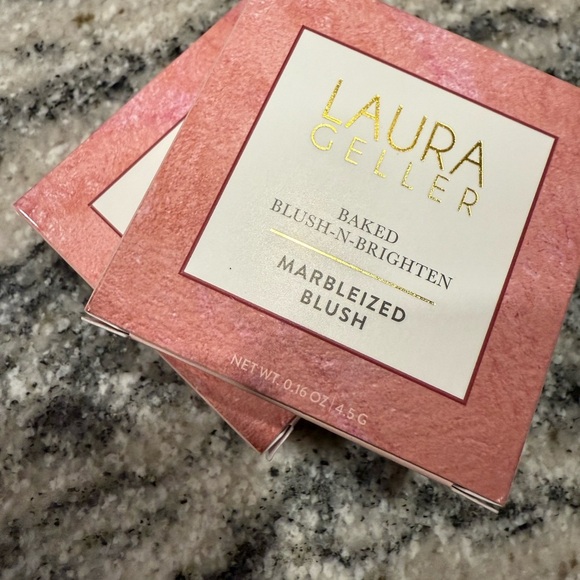 LAURA
GELLER
BAKED
BLUSH-N-BRIGHTEN
MARBLEIZED
BLUSH
NET WT. 0.16 OZ / 4.5 G